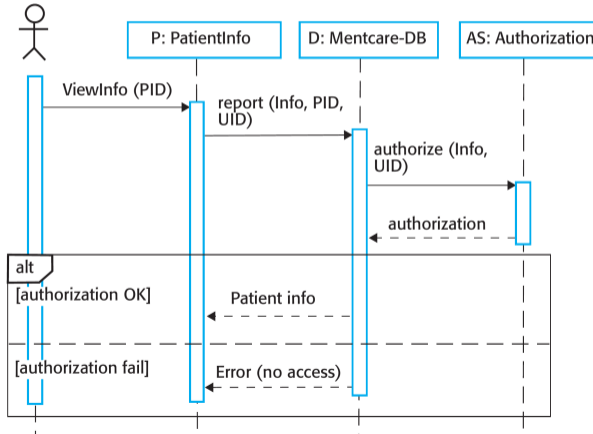 P: PatientInfo
D: Mentcare-DB
AS: Authorization
ViewInfo (PID)
report (Info, PID,
UID)
authorize (Info,
UID)
authorization
alt
[authorization OK]
Patient info
[authorization fail]
Error (no access)